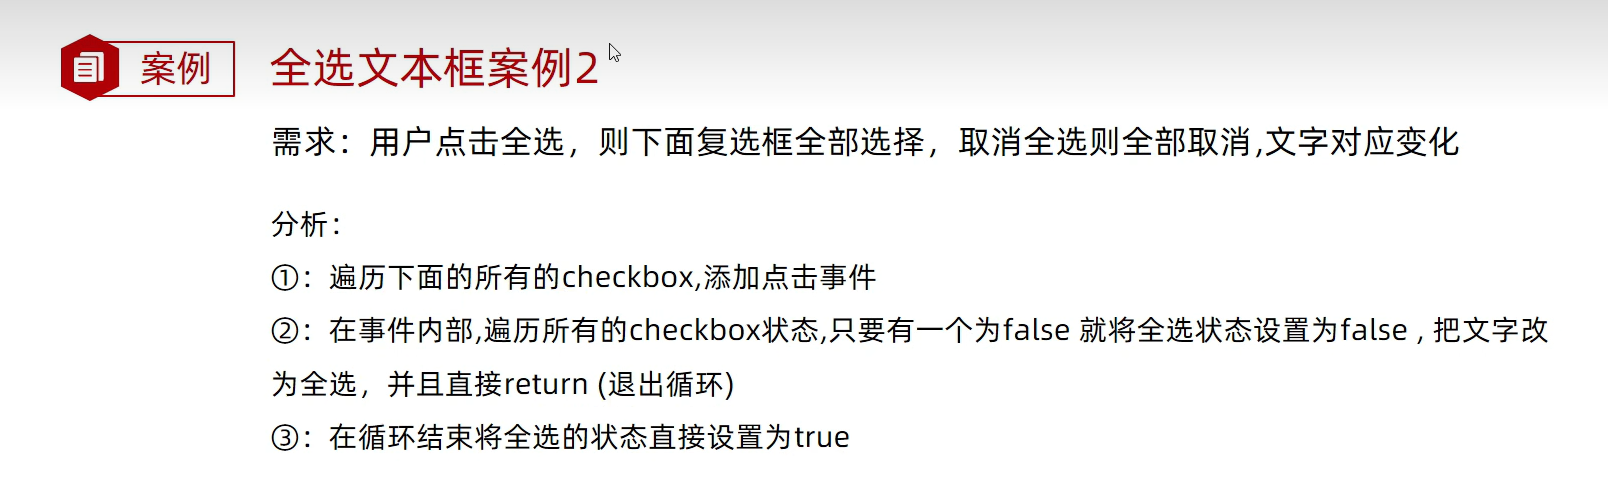 案例
全选文本框案例2
需求：用户点击全选，则下面复选框全部选择，取消全选则全部取消,文字对应变化
分析：
①：遍历下面的所有的checkbox,添加点击事件
②：在事件内部,遍历所有的checkbox状态,只要有一个为false 就将全选状态设置为false , 把文字改
为全选，并且直接return (退出循环)
③：在循环结束将全选的状态直接设置为true